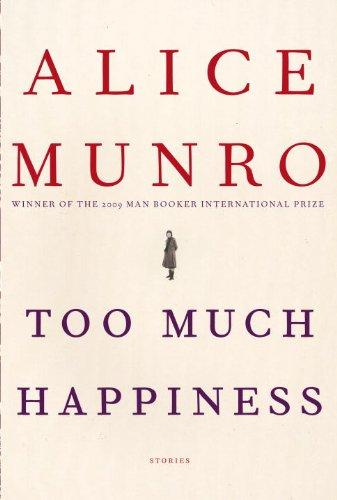 ALICE
MUNRO
WINNER OF THE 2009 MAN BOOKER INTERNATIONAL PRIZE
TOO MUCH
HAPPINESS
STORIES